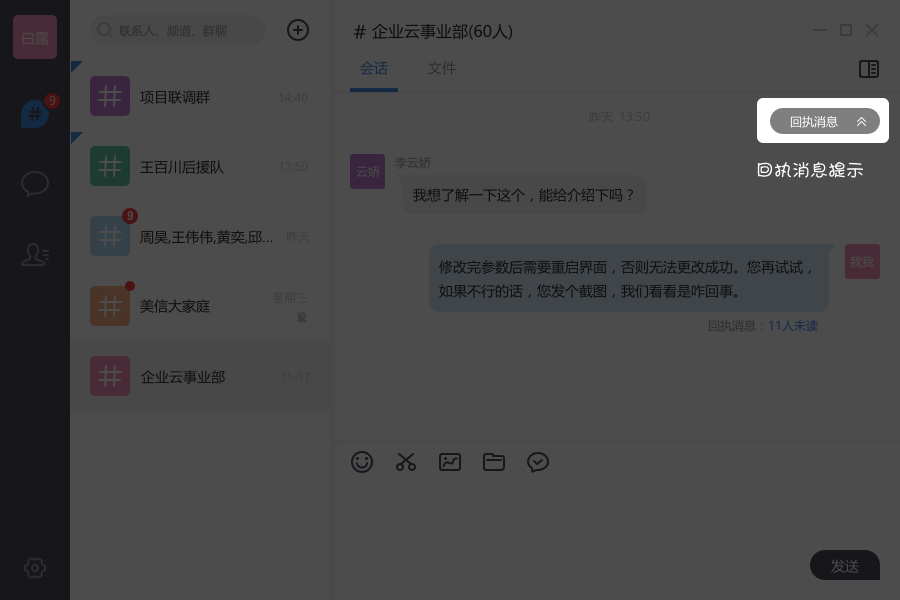 白露
9
联系人、频道、群聊
项目联调群
14:40
王百川后援队
13:50
9
周昊,王伟伟,黄奕,邱...
昨天
美信大家庭
星期三
企业云事业部
11-17
# 企业云事业部(60人)
会话
文件
昨天 13:50
回执消息
回执消息提示
云娇
李云娇
我想了解一下这个，能给介绍下吗？
修改完参数后需要重启界面，否则无法更改成功。您再试试，
如果不行的话，您发个截图，我们看看是咋回事。
我我
回执消息：11人未读
发送